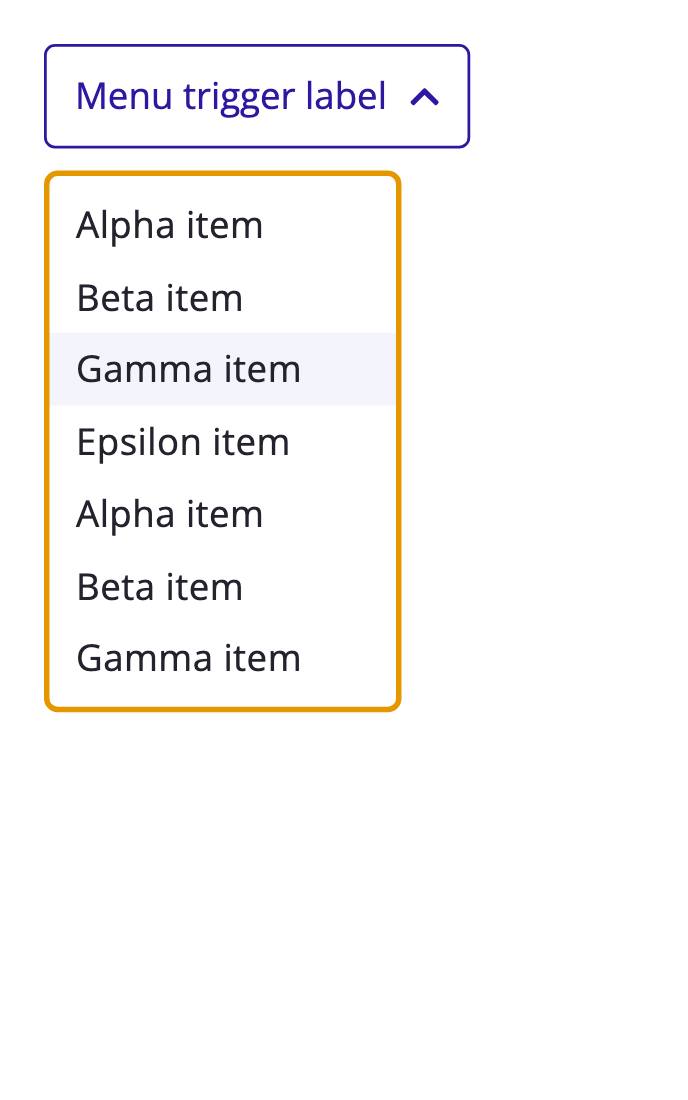 Menu trigger label
Alpha item
Beta item
Gamma item
Epsilon item
Alpha item
Beta item
Gamma item